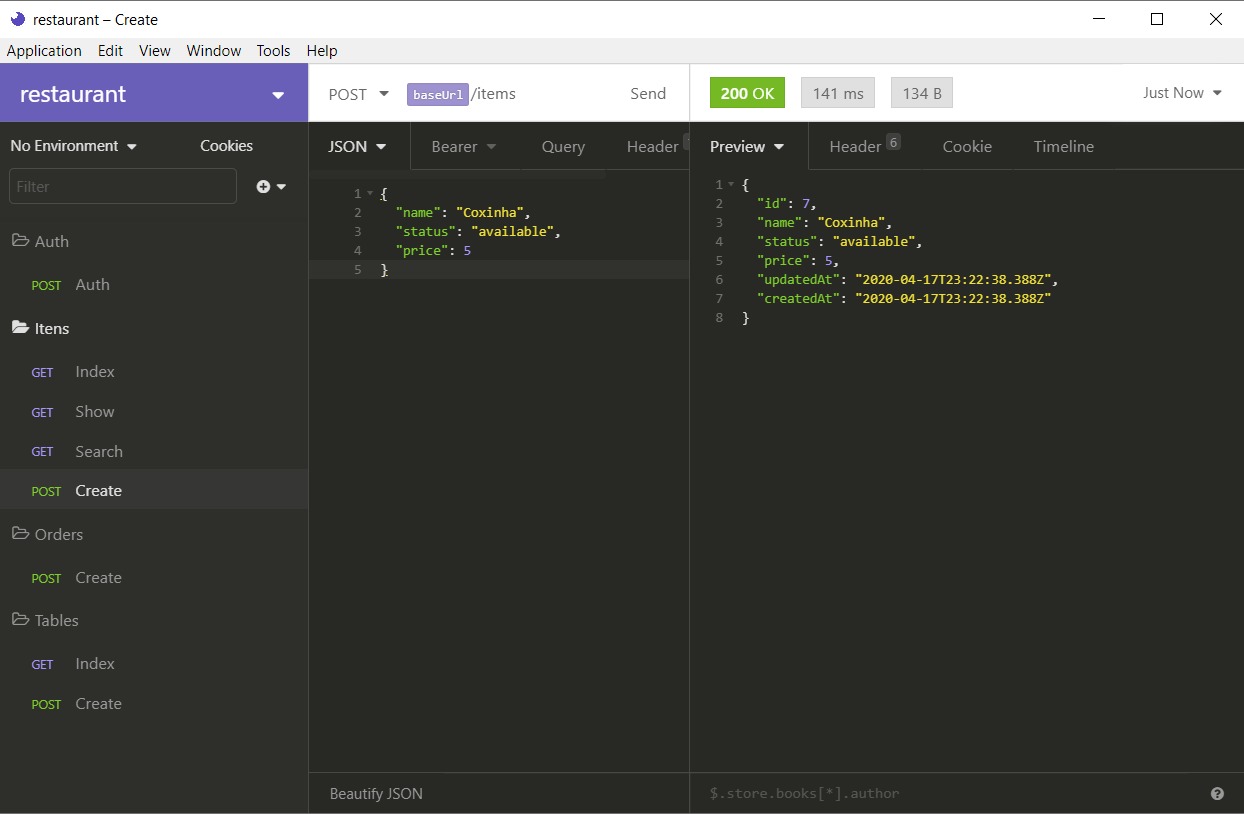 restaurant – Create
Application Edit View Window Tools Help
restaurant
POST baseUrl /items Send
200 OK 141 ms 134 B Just Now
No Environment Cookies
Filter
Auth
POST Auth
Itens
GET Index
GET Show
GET Search
POST Create
Orders
POST Create
Tables
GET Index
POST Create
JSON Bearer Query Header
1 {
2 "name": "Coxinha",
3 "status": "available",
4 "price": 5
5 }
Beautify JSON
Preview Header 6 Cookie Timeline
1 {
2 "id": 7,
3 "name": "Coxinha",
4 "status": "available",
5 "price": 5,
6 "updatedAt": "2020-04-17T23:22:38.388Z",
7 "createdAt": "2020-04-17T23:22:38.388Z"
8 }
$.store.books[*].author
?